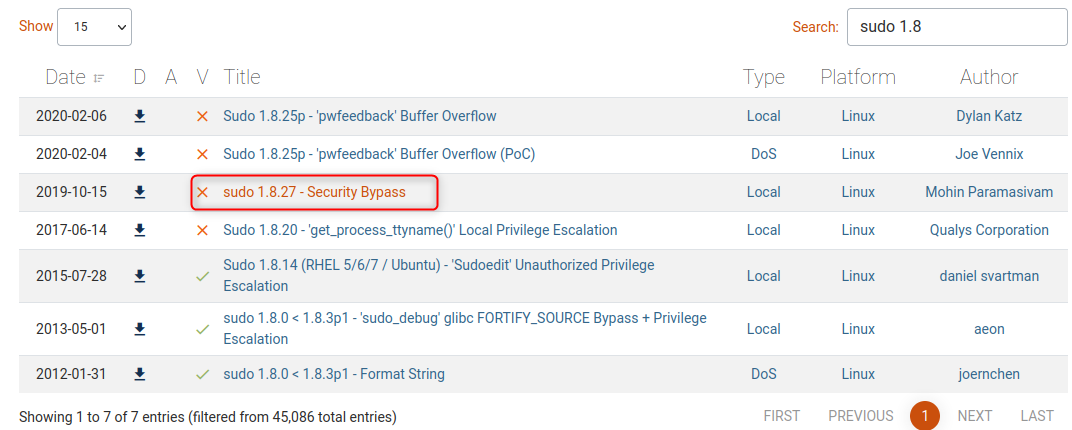 Show 15 Search: sudo 1.8
Date D A V Title Type Platform Author
2020-02-06 Sudo 1.8.25p - 'pwfeedback' Buffer Overflow Local Linux Dylan Katz
2020-02-04 Sudo 1.8.25p - 'pwfeedback' Buffer Overflow (PoC) DoS Linux Joe Vennix
2019-10-15 sudo 1.8.27 - Security Bypass Local Linux Mohin Paramasivam
2017-06-14 Sudo 1.8.20 - 'get_process_ttyname()' Local Privilege Escalation Local Linux Qualys Corporation
2015-07-28 Sudo 1.8.14 (RHEL 5/6/7 / Ubuntu) - 'Sudoedit' Unauthorized Privilege
Escalation Local Linux daniel svartman
2013-05-01 sudo 1.8.0 < 1.8.3p1 - 'sudo_debug' glibc FORTIFY_SOURCE Bypass + Privilege
Escalation Local Linux aeon
2012-01-31 sudo 1.8.0 < 1.8.3p1 - Format String DoS Linux joernchen
Showing 1 to 7 of 7 entries (filtered from 45,086 total entries) FIRST PREVIOUS 1 NEXT LAST